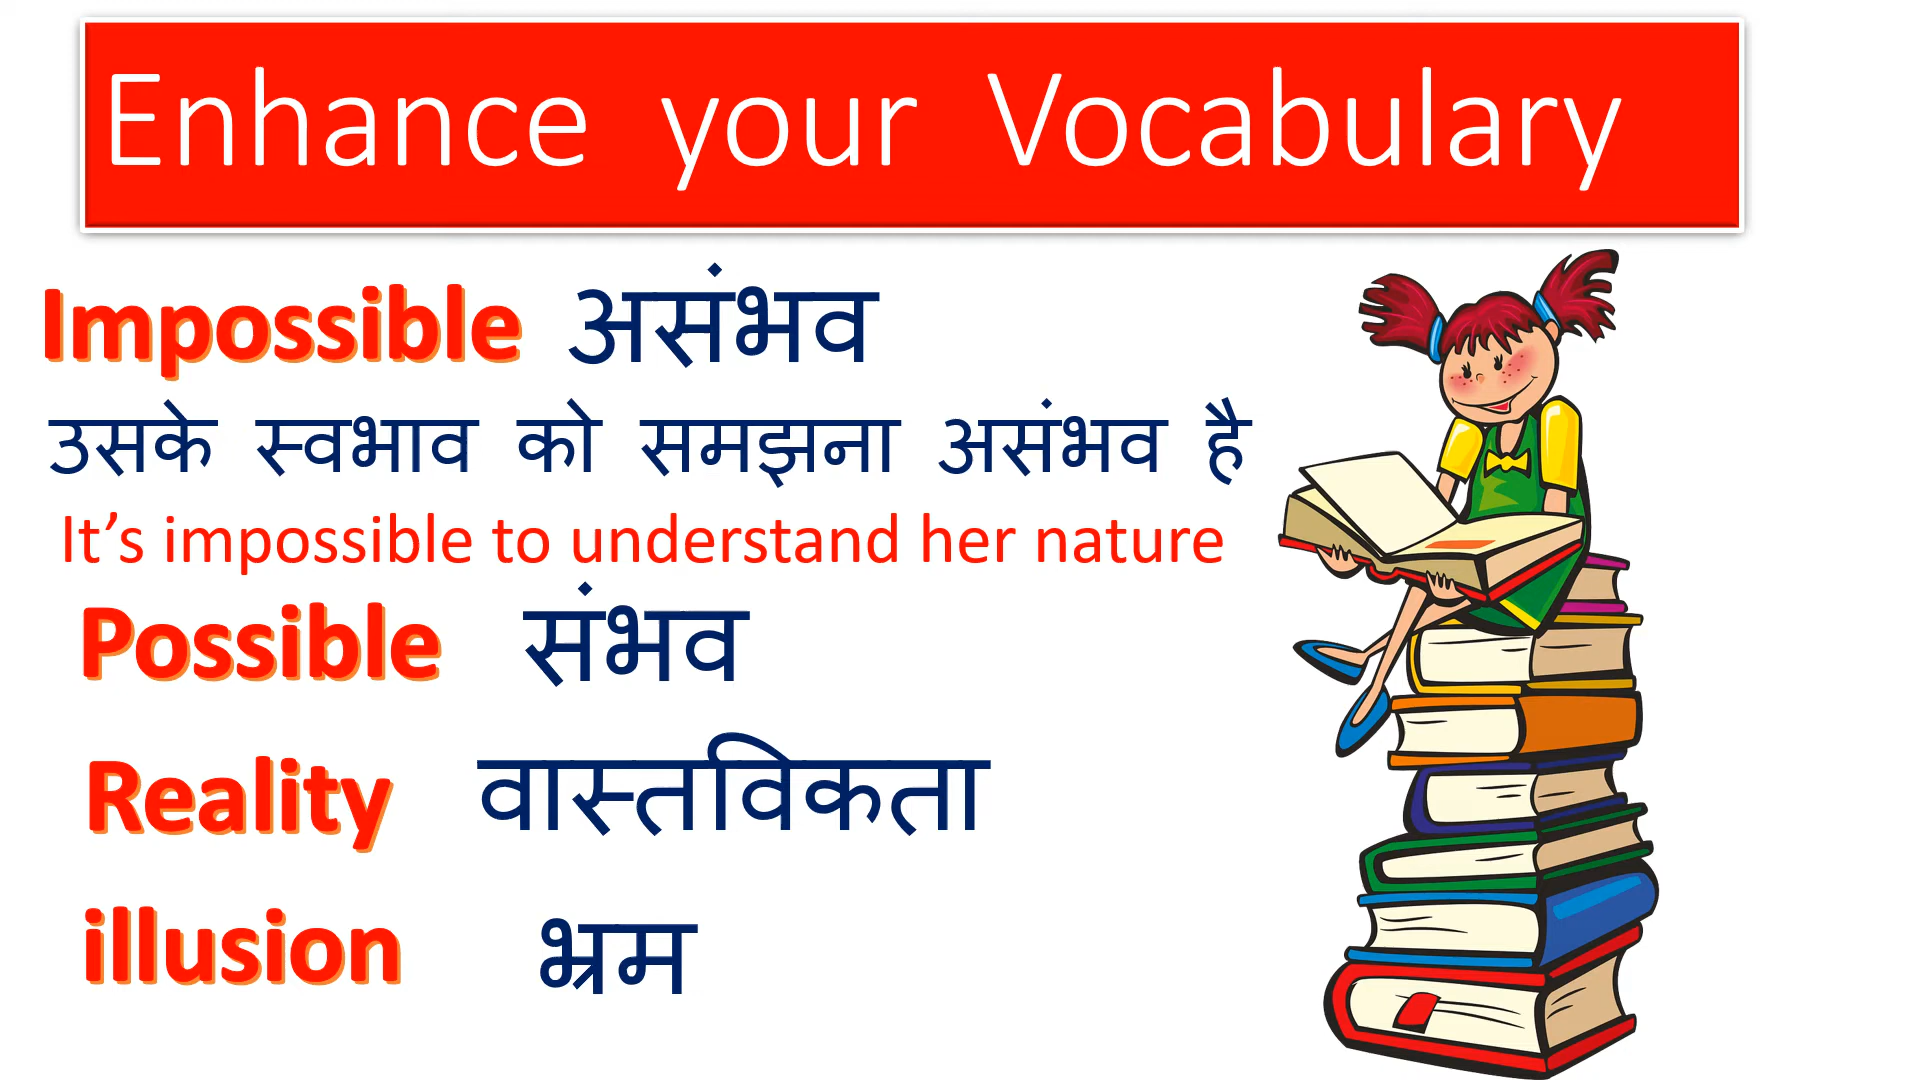 Enhance your Vocabulary
Impossible असंभव
उसके स्वभाव को समझना असंभव है
It’s impossible to understand her nature
Possible संभव
Reality वास्तविकता
illusion भ्रम